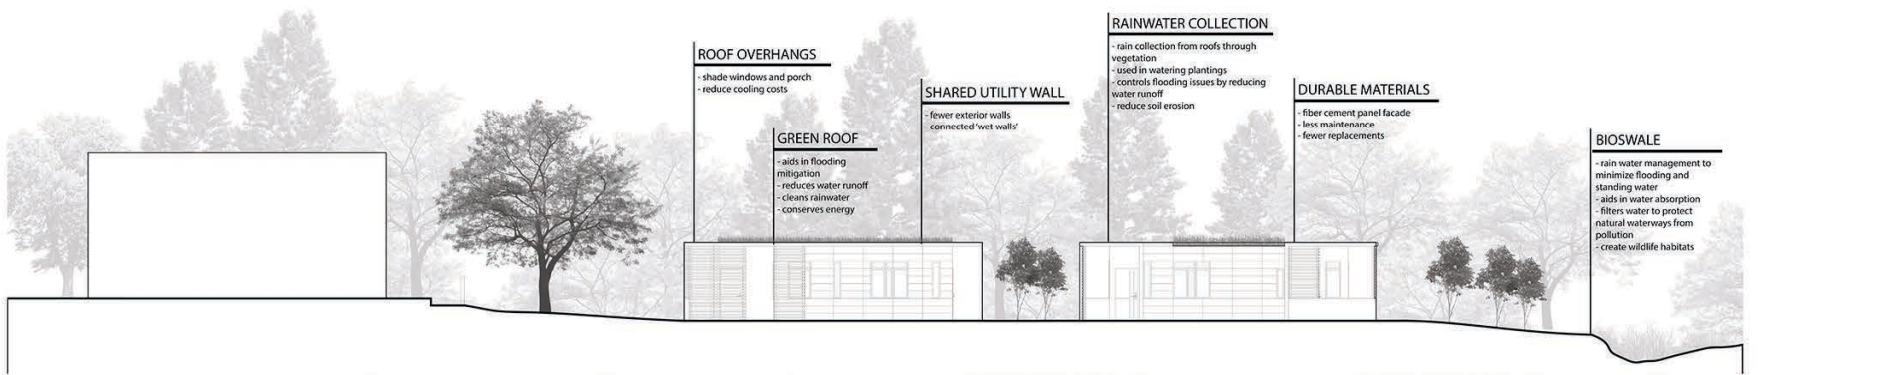 ROOF OVERHANGS
- shade windows and porch
- reduce cooling costs
GREEN ROOF
- aids in flooding
mitigation
- reduces water runoff
- cleans rainwater
- conserves energy
SHARED UTILITY WALL
- fewer exterior walls
connected 'wet walls'
RAINWATER COLLECTION
- rain collection from roofs through
vegetation
- used in watering plantings
- controls flooding issues by reducing
water runoff
- reduce soil erosion
DURABLE MATERIALS
- fiber cement panel facade
- less maintenance
- fewer replacements
BIOSWALE
- rain water management to
minimize flooding and
standing water
- aids in water absorption
- filters water to protect
natural waterways from
pollution
- create wildlife habitats